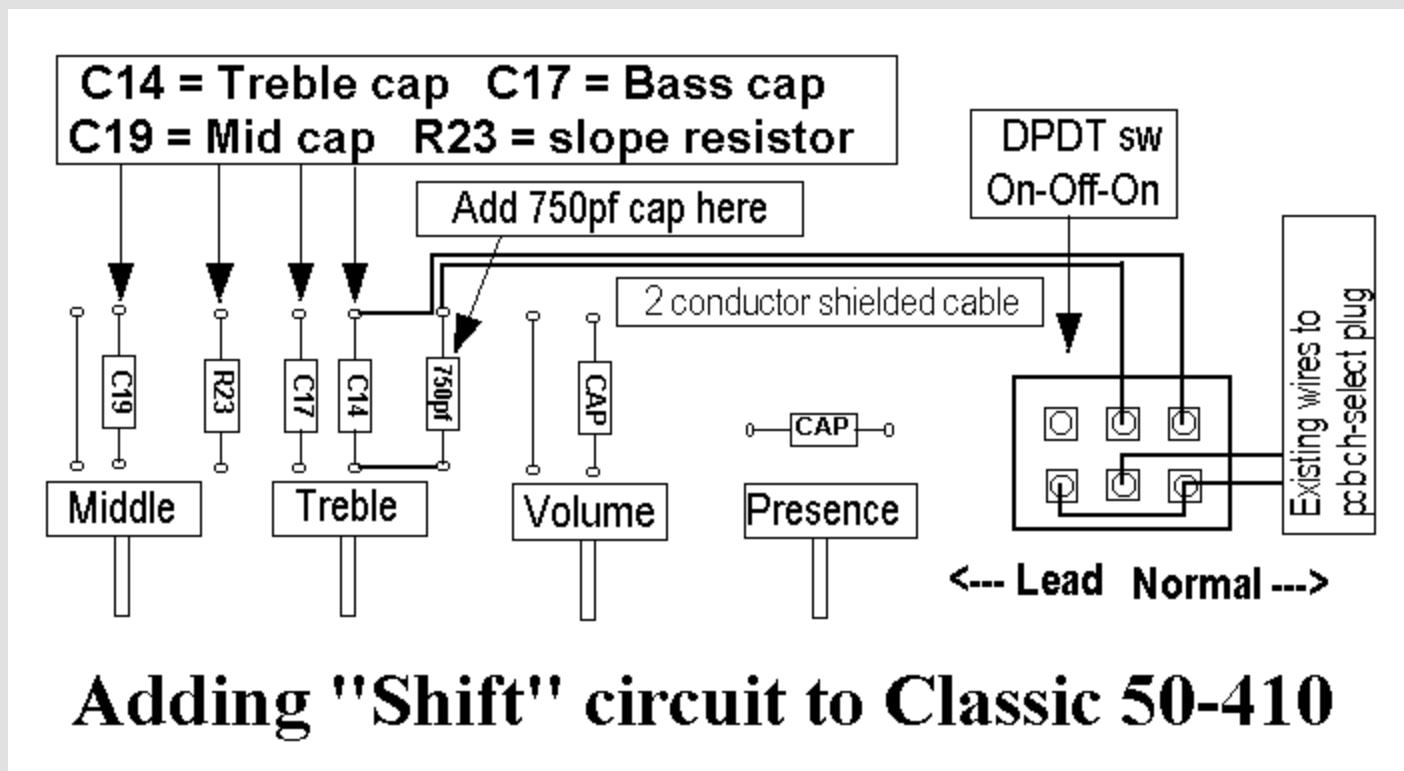 C14 = Treble cap C17 = Bass cap
C19 = Mid cap R23 = slope resistor
DPDT sw
On-Off-On
Add 750pf cap here
2 conductor shielded cable
Existing wires to
pcb ch-select plug
C19
R23
C17
C14
750pf
CAP
CAP
Middle
Treble
Volume
Presence
<--- Lead Normal --->
Adding "Shift" circuit to Classic 50-410